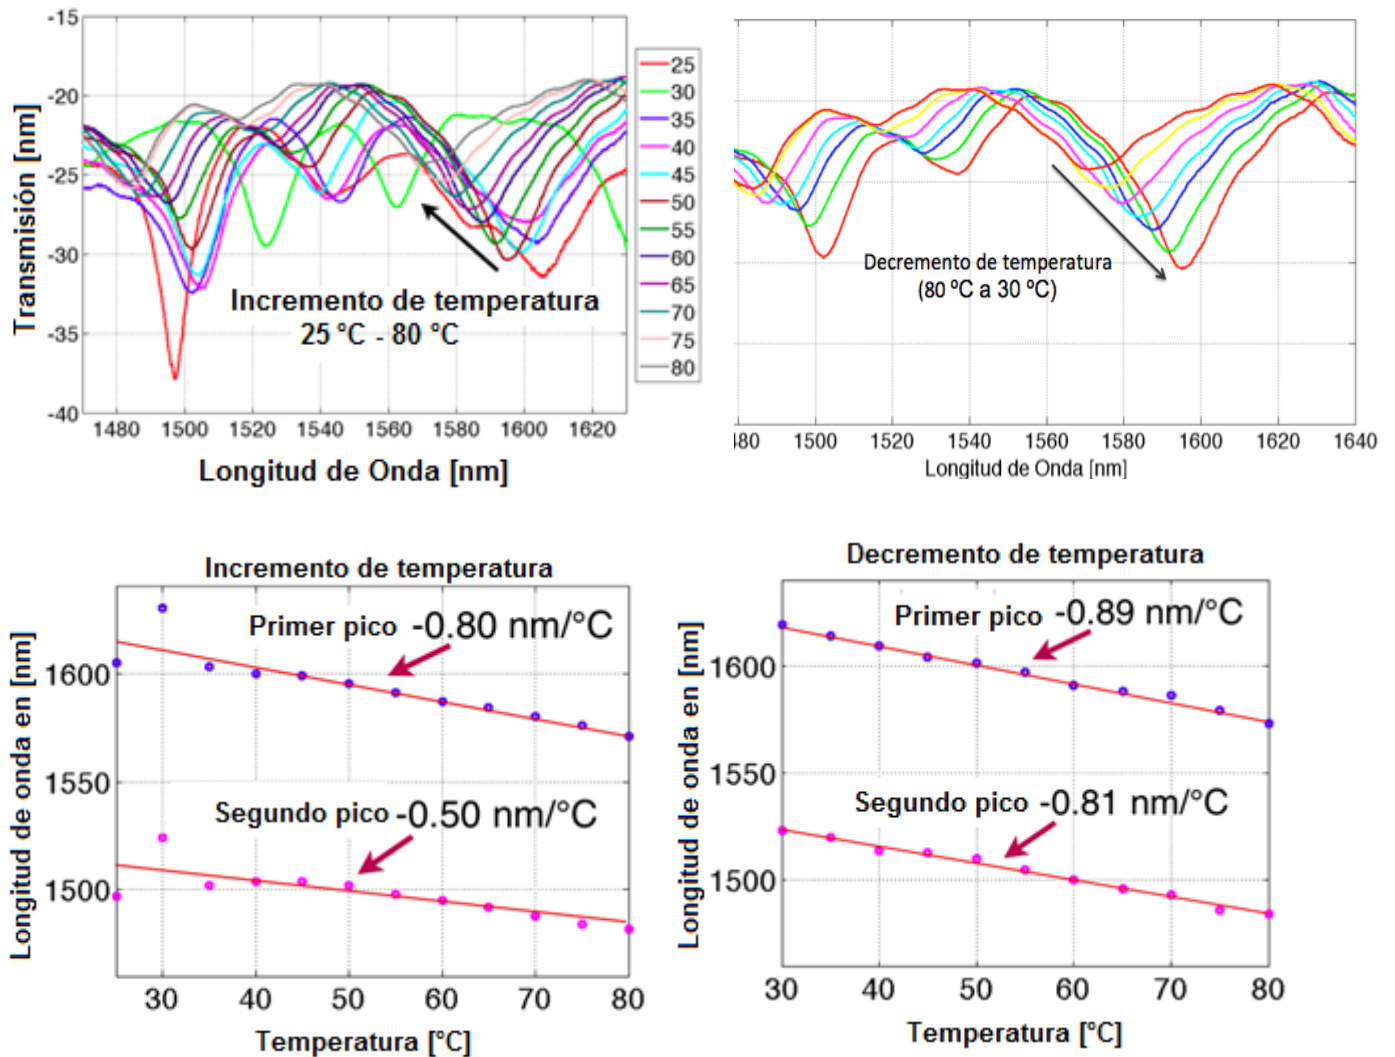 -15
-20
-25
-30
-35
-40
Transmisión [nm]
1480 1500 1520 1540 1560 1580 1600 1620
Longitud de Onda [nm]
Incremento de temperatura
25 °C - 80 °C
25
30
35
40
45
50
55
60
65
70
75
80
Decremento de temperatura
(80 ºC a 30 ºC)
480 1500 1520 1540 1560 1580 1600 1620 1640
Longitud de Onda [nm]
Incremento de temperatura
Primer pico -0.80 nm/°C
Segundo pico -0.50 nm/°C
1600
1550
1500
Longitud de onda en [nm]
30 40 50 60 70 80
Temperatura [°C]
Decremento de temperatura
Primer pico -0.89 nm/°C
Segundo pico -0.81 nm/°C
1600
1550
1500
Longitud de onda en [nm]
30 40 50 60 70 80
Temperatura [°C]